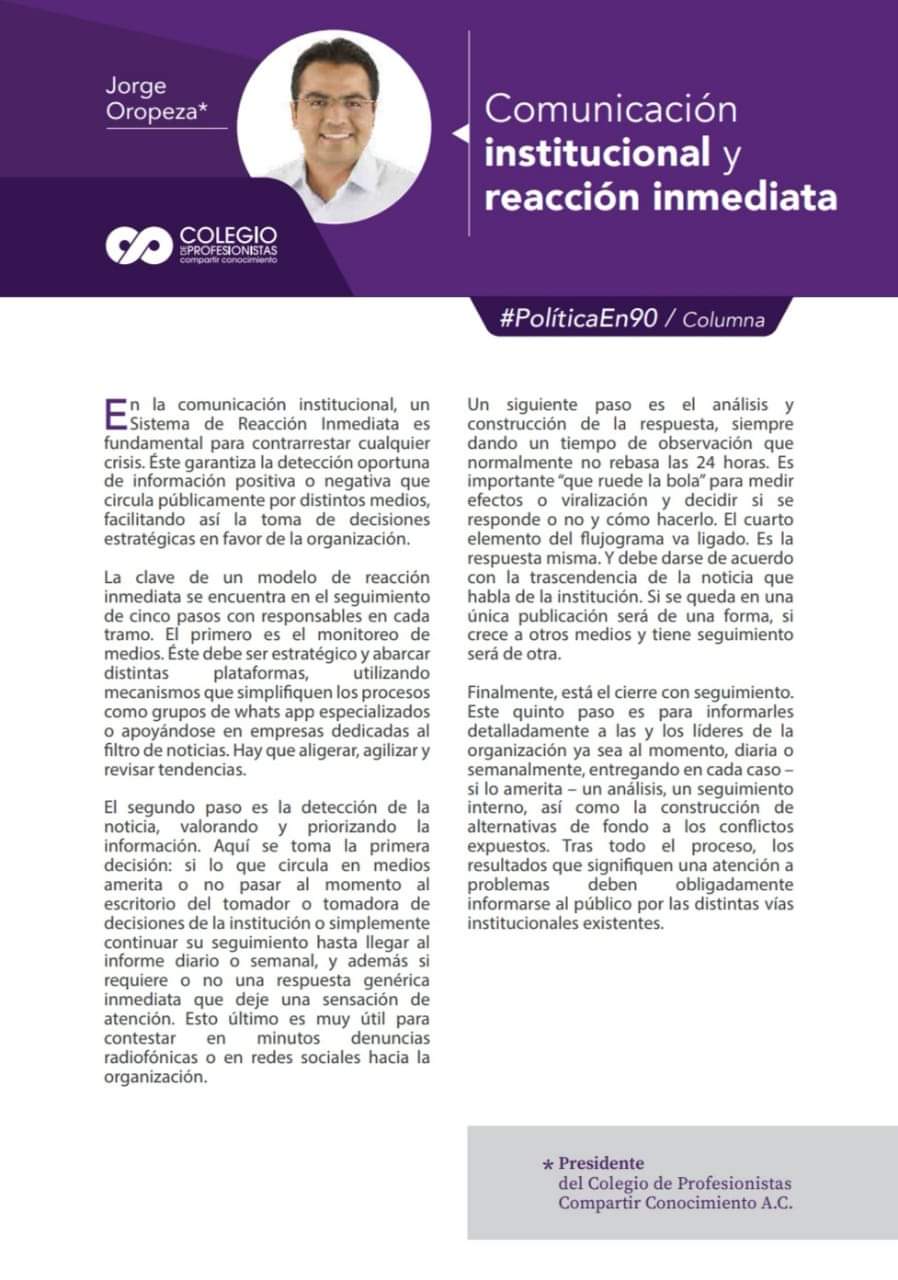 Jorge
Oropeza*
COLEGIO
DE PROFESIONISTAS
compartir conocimiento
Comunicación
institucional y
reacción inmediata
#PolíticaEn90 / Columna
En la comunicación institucional, un
Sistema de Reacción Inmediata es
fundamental para contrarrestar cualquier
crisis. Éste garantiza la detección oportuna
de información positiva o negativa que
circula públicamente por distintos medios,
facilitando así la toma de decisiones
estratégicas en favor de la organización.
La clave de un modelo de reacción
inmediata se encuentra en el seguimiento
de cinco pasos con responsables en cada
tramo. El primero es el monitoreo de
medios. Éste debe ser estratégico y abarcar
distintas plataformas, utilizando
mecanismos que simplifiquen los procesos
como grupos de whats app especializados
o apoyándose en empresas dedicadas al
filtro de noticias. Hay que aligerar, agilizar y
revisar tendencias.
El segundo paso es la detección de la
noticia, valorando y priorizando la
información. Aquí se toma la primera
decisión: si lo que circula en medios
amerita o no pasar al momento al
escritorio del tomador o tomadora de
decisiones de la institución o simplemente
continuar su seguimiento hasta llegar al
informe diario o semanal, y además si
requiere o no una respuesta genérica
inmediata que deje una sensación de
atención. Esto último es muy útil para
contestar en minutos denuncias
radiofónicas o en redes sociales hacia la
organización.
Un siguiente paso es el análisis y
construcción de la respuesta, siempre
dando un tiempo de observación que
normalmente no rebasa las 24 horas. Es
importante “que ruede la bola” para medir
efectos o viralización y decidir si se
responde o no y cómo hacerlo. El cuarto
elemento del flujograma va ligado. Es la
respuesta misma. Y debe darse de acuerdo
con la trascendencia de la noticia que
habla de la institución. Si se queda en una
única publicación será de una forma, si
crece a otros medios y tiene seguimiento
será de otra.
Finalmente, está el cierre con seguimiento.
Este quinto paso es para informarles
detalladamente a las y los líderes de la
organización ya sea al momento, diaria o
semanalmente, entregando en cada caso –
si lo amerita – un análisis, un seguimiento
interno, así como la construcción de
alternativas de fondo a los conflictos
expuestos. Tras todo el proceso, los
resultados que signifiquen una atención a
problemas deben obligadamente
informarse al público por las distintas vías
institucionales existentes.
* Presidente
del Colegio de Profesionistas
Compartir Conocimiento A.C.